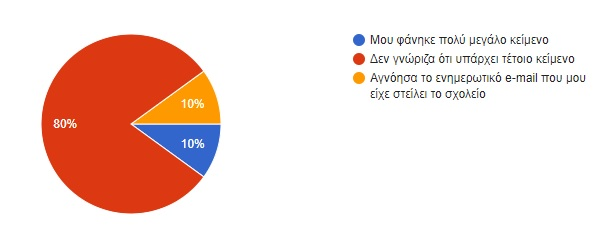 Μου φάνηκε πολύ μεγάλο κείμενο
Δεν γνώριζα ότι υπάρχει τέτοιο κείμενο
Αγνόησα το ενημερωτικό e-mail που μου
είχε στείλει το σχολείο
80%
10%
10%